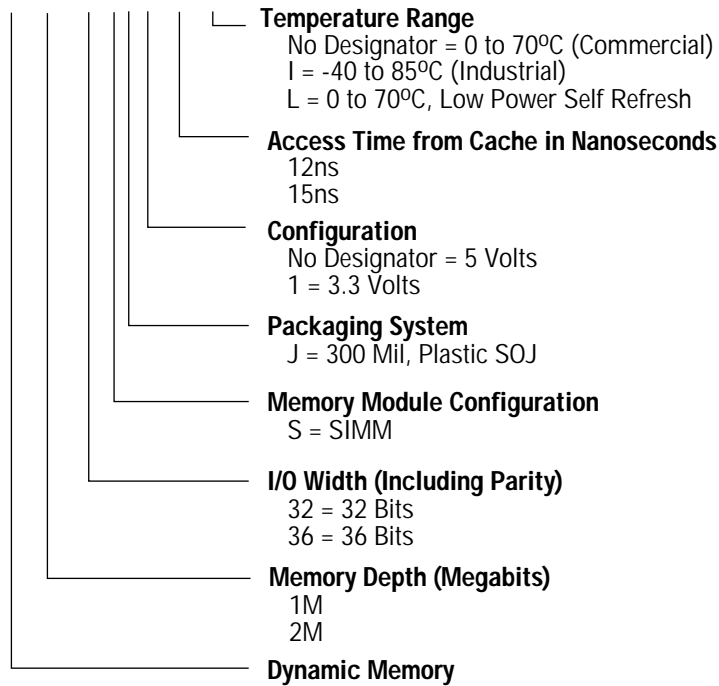 Temperature Range
No Designator = 0 to 70ºC (Commercial)
I = -40 to 85ºC (Industrial)
L = 0 to 70ºC, Low Power Self Refresh
Access Time from Cache in Nanoseconds
12ns
15ns
Configuration
No Designator = 5 Volts
1 = 3.3 Volts
Packaging System
J = 300 Mil, Plastic SOJ
Memory Module Configuration
S = SIMM
I/O Width (Including Parity)
32 = 32 Bits
36 = 36 Bits
Memory Depth (Megabits)
1M
2M
Dynamic Memory